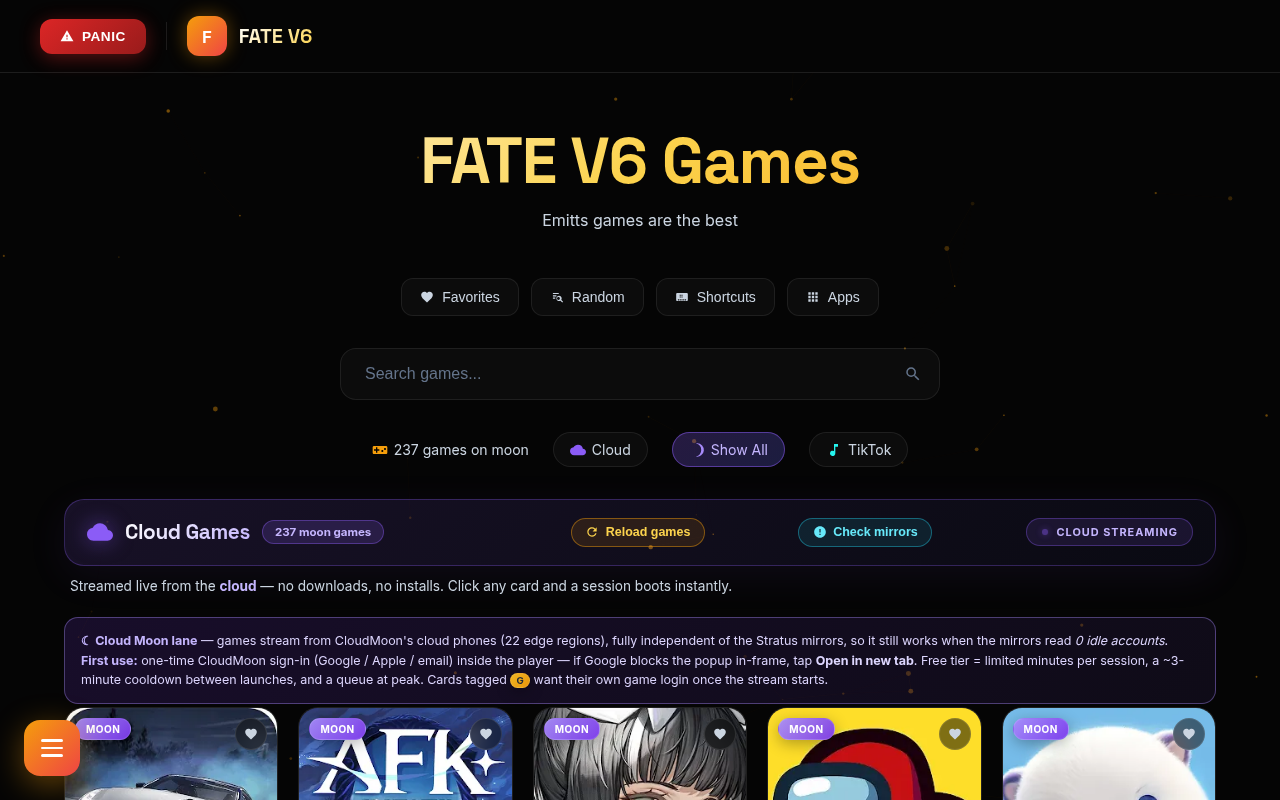 PANIC
F
FATE V6
FATE V6 Games
Emitts games are the best
Favorites
Random
Shortcuts
Apps
Search games...
237 games on moon
Cloud
Show All
TikTok
Cloud Games
237 moon games
Reload games
Check mirrors
CLOUD STREAMING
Streamed live from the cloud — no downloads, no installs. Click any card and a session boots instantly.
☾ Cloud Moon lane — games stream from CloudMoon's cloud phones (22 edge regions), fully independent of the Stratus mirrors, so it still works when the mirrors read 0 idle accounts.
First use: one-time CloudMoon sign-in (Google / Apple / email) inside the player — if Google blocks the popup in-frame, tap Open in new tab. Free tier = limited minutes per session, a ~3-
minute cooldown between launches, and a queue at peak. Cards tagged G want their own game login once the stream starts.
MOON
MOON
MOON
MOON
MOON
AFK